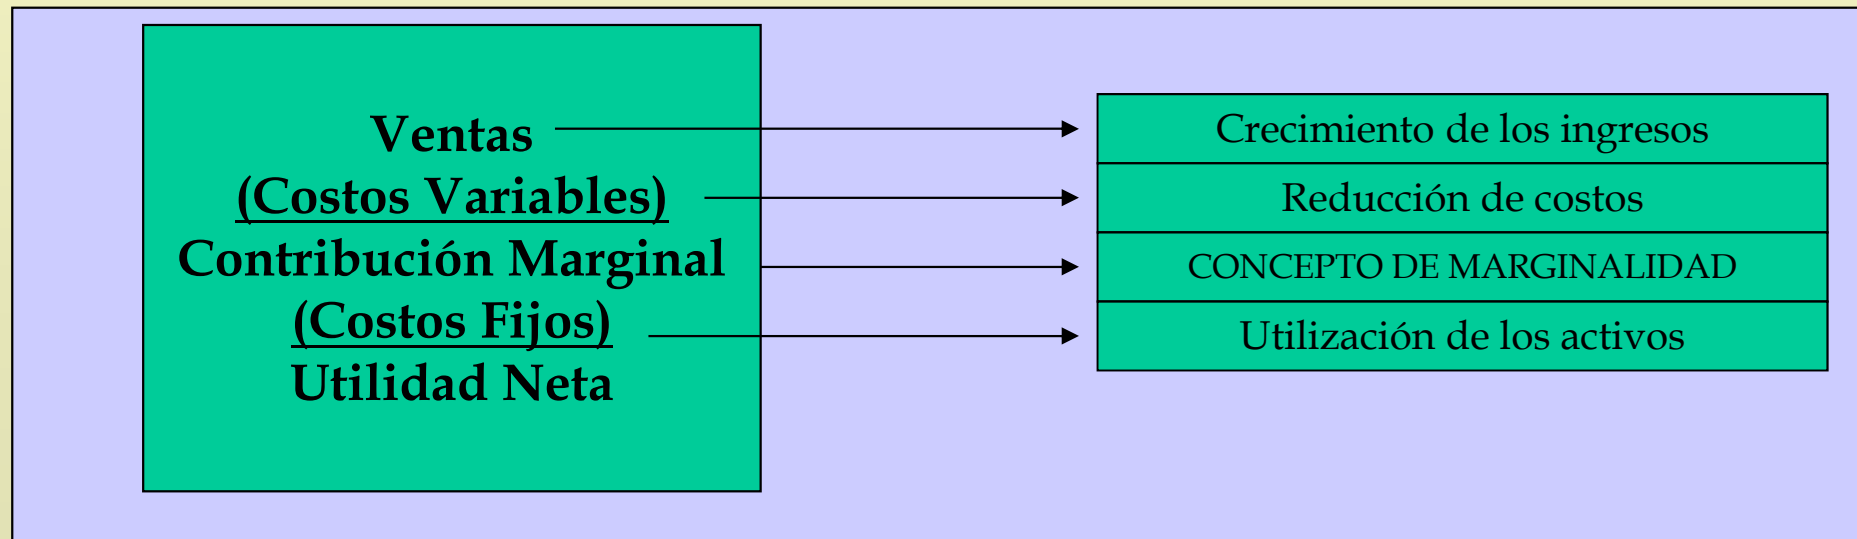 Ventas
(Costos Variables)
Contribución Marginal
(Costos Fijos)
Utilidad Neta
Crecimiento de los ingresos
Reducción de costos
CONCEPTO DE MARGINALIDAD
Utilización de los activos